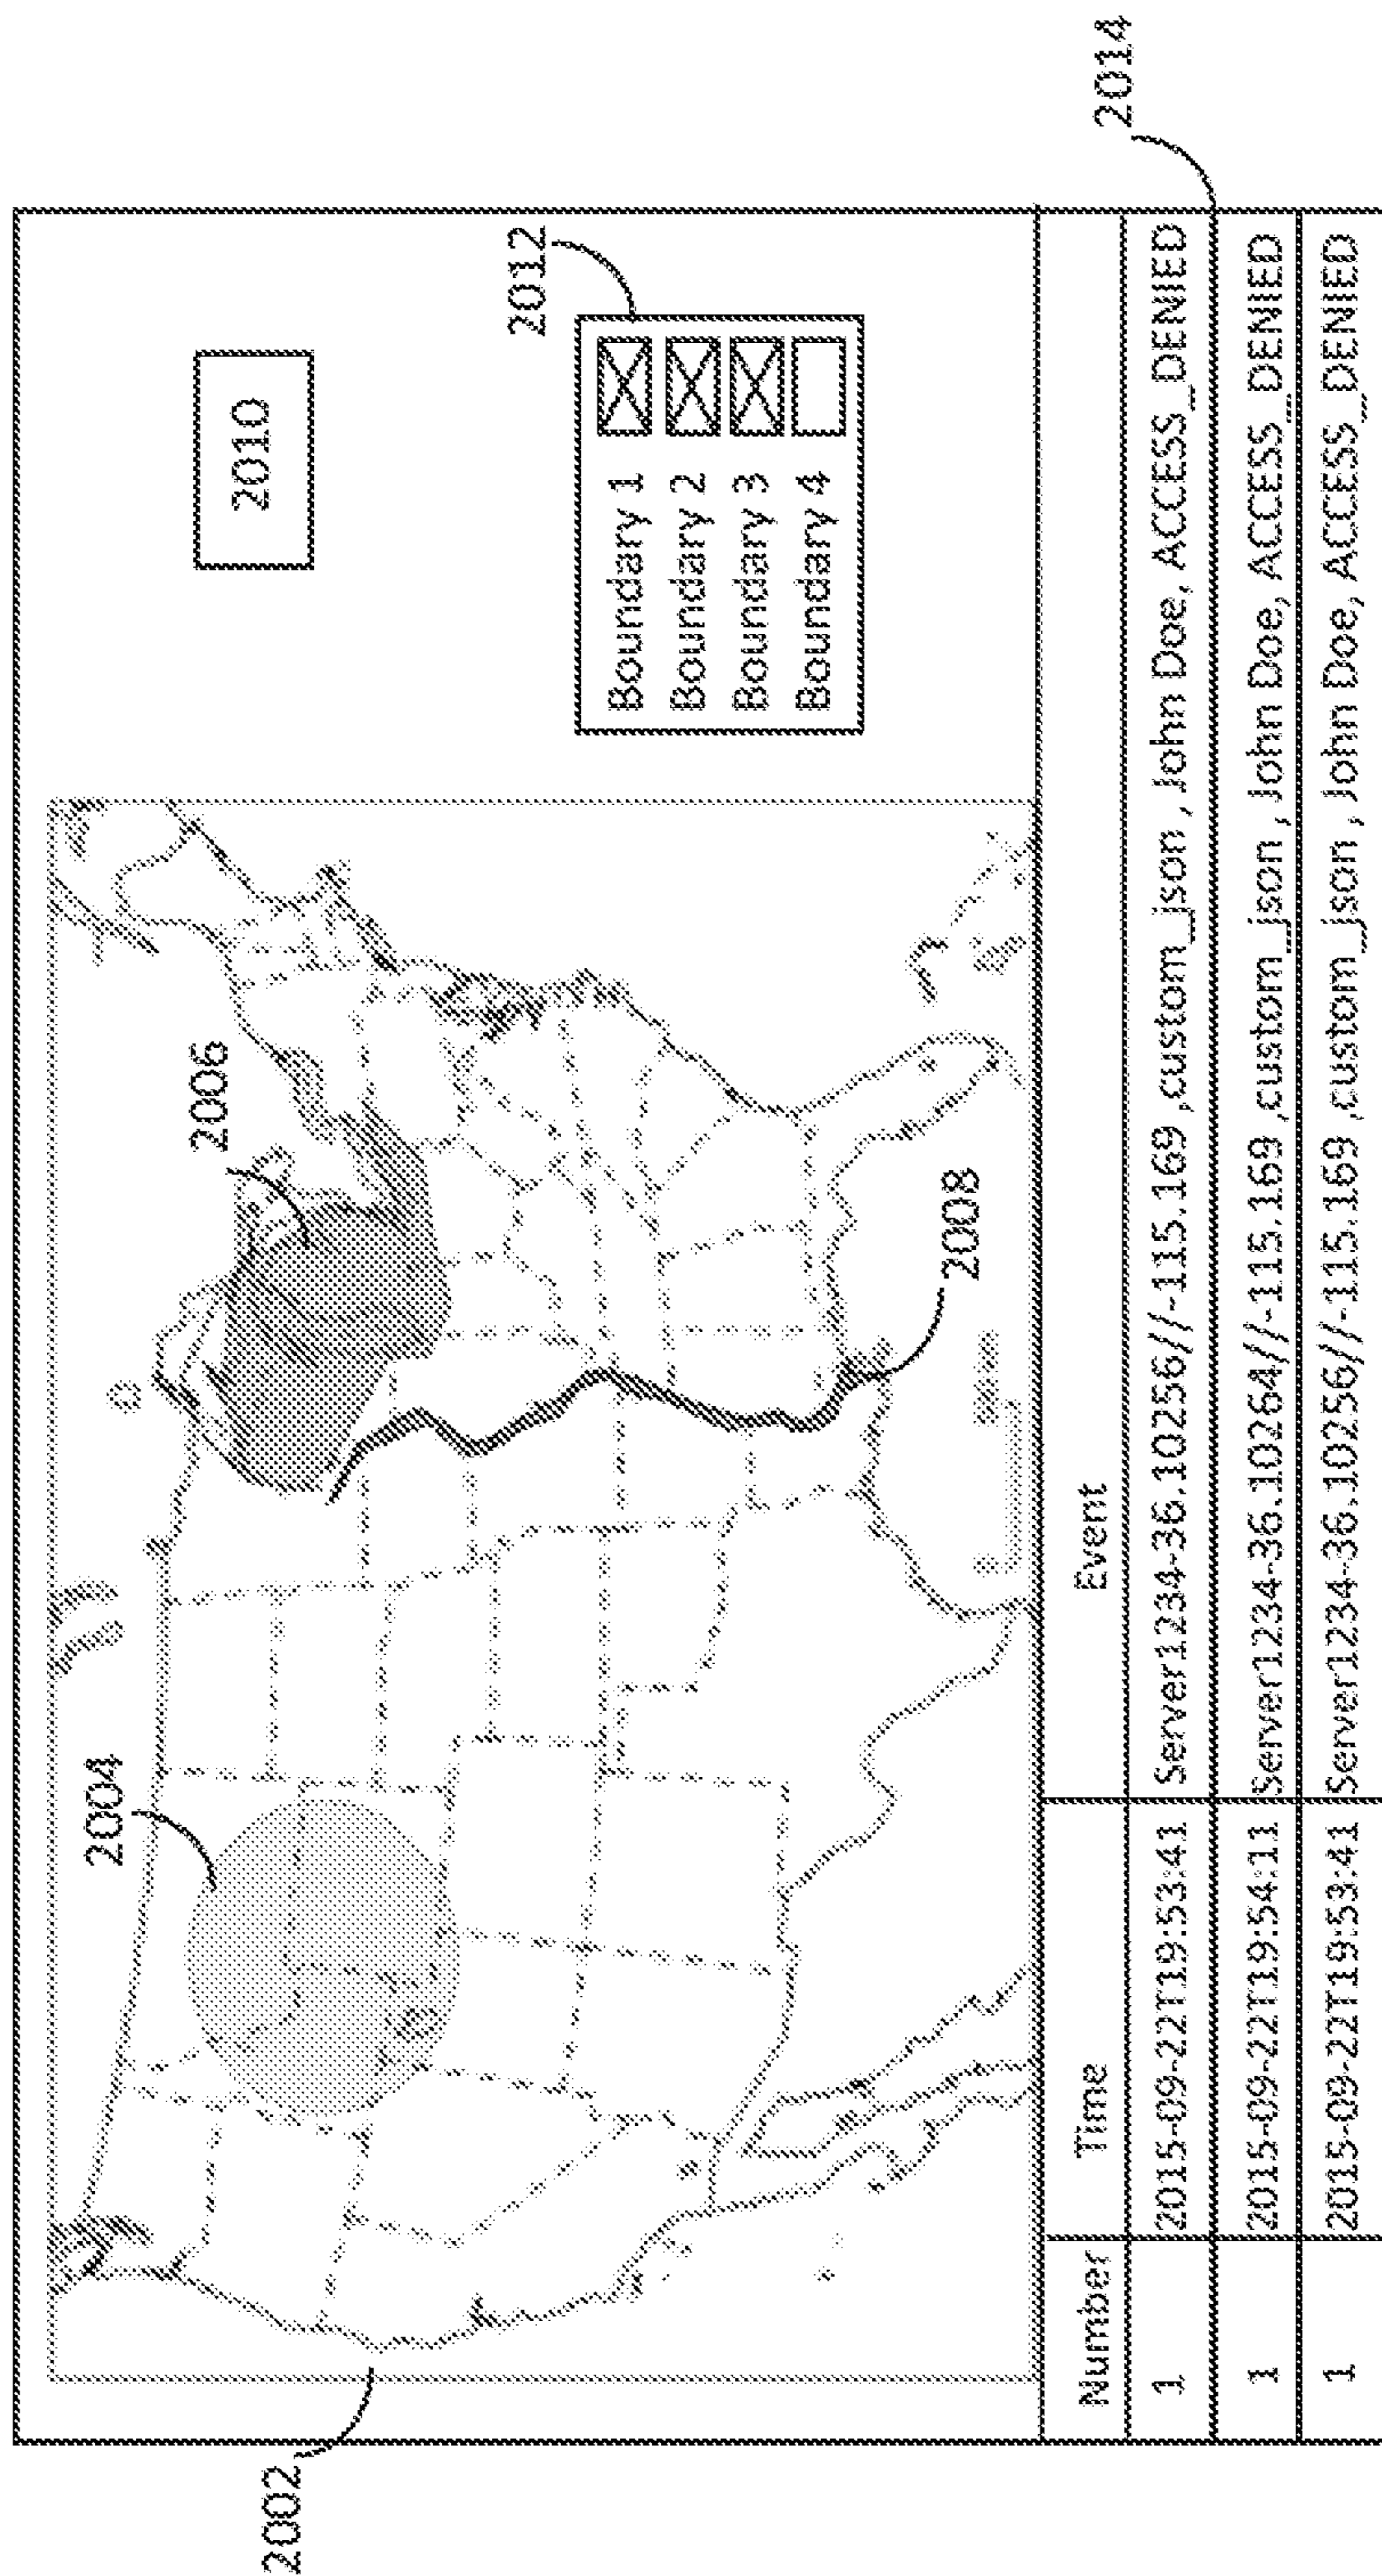 2002
2004
2006
2008
2010
2012
Boundary 1
Boundary 2
Boundary 3
Boundary 4
2014
Number Time Event
1 2015-09-22T19:53:41 Server1234-36.10256//-115.169 ,custom_json , John Doe, ACCESS_DENIED
1 2015-09-22T19:54:11 Server1234-36.10264//-115.169 ,custom_json , John Doe, ACCESS_DENIED
1 2015-09-22T19:53:41 Server1234-36.10256//-115.169 ,custom_json , John Doe, ACCESS_DENIED